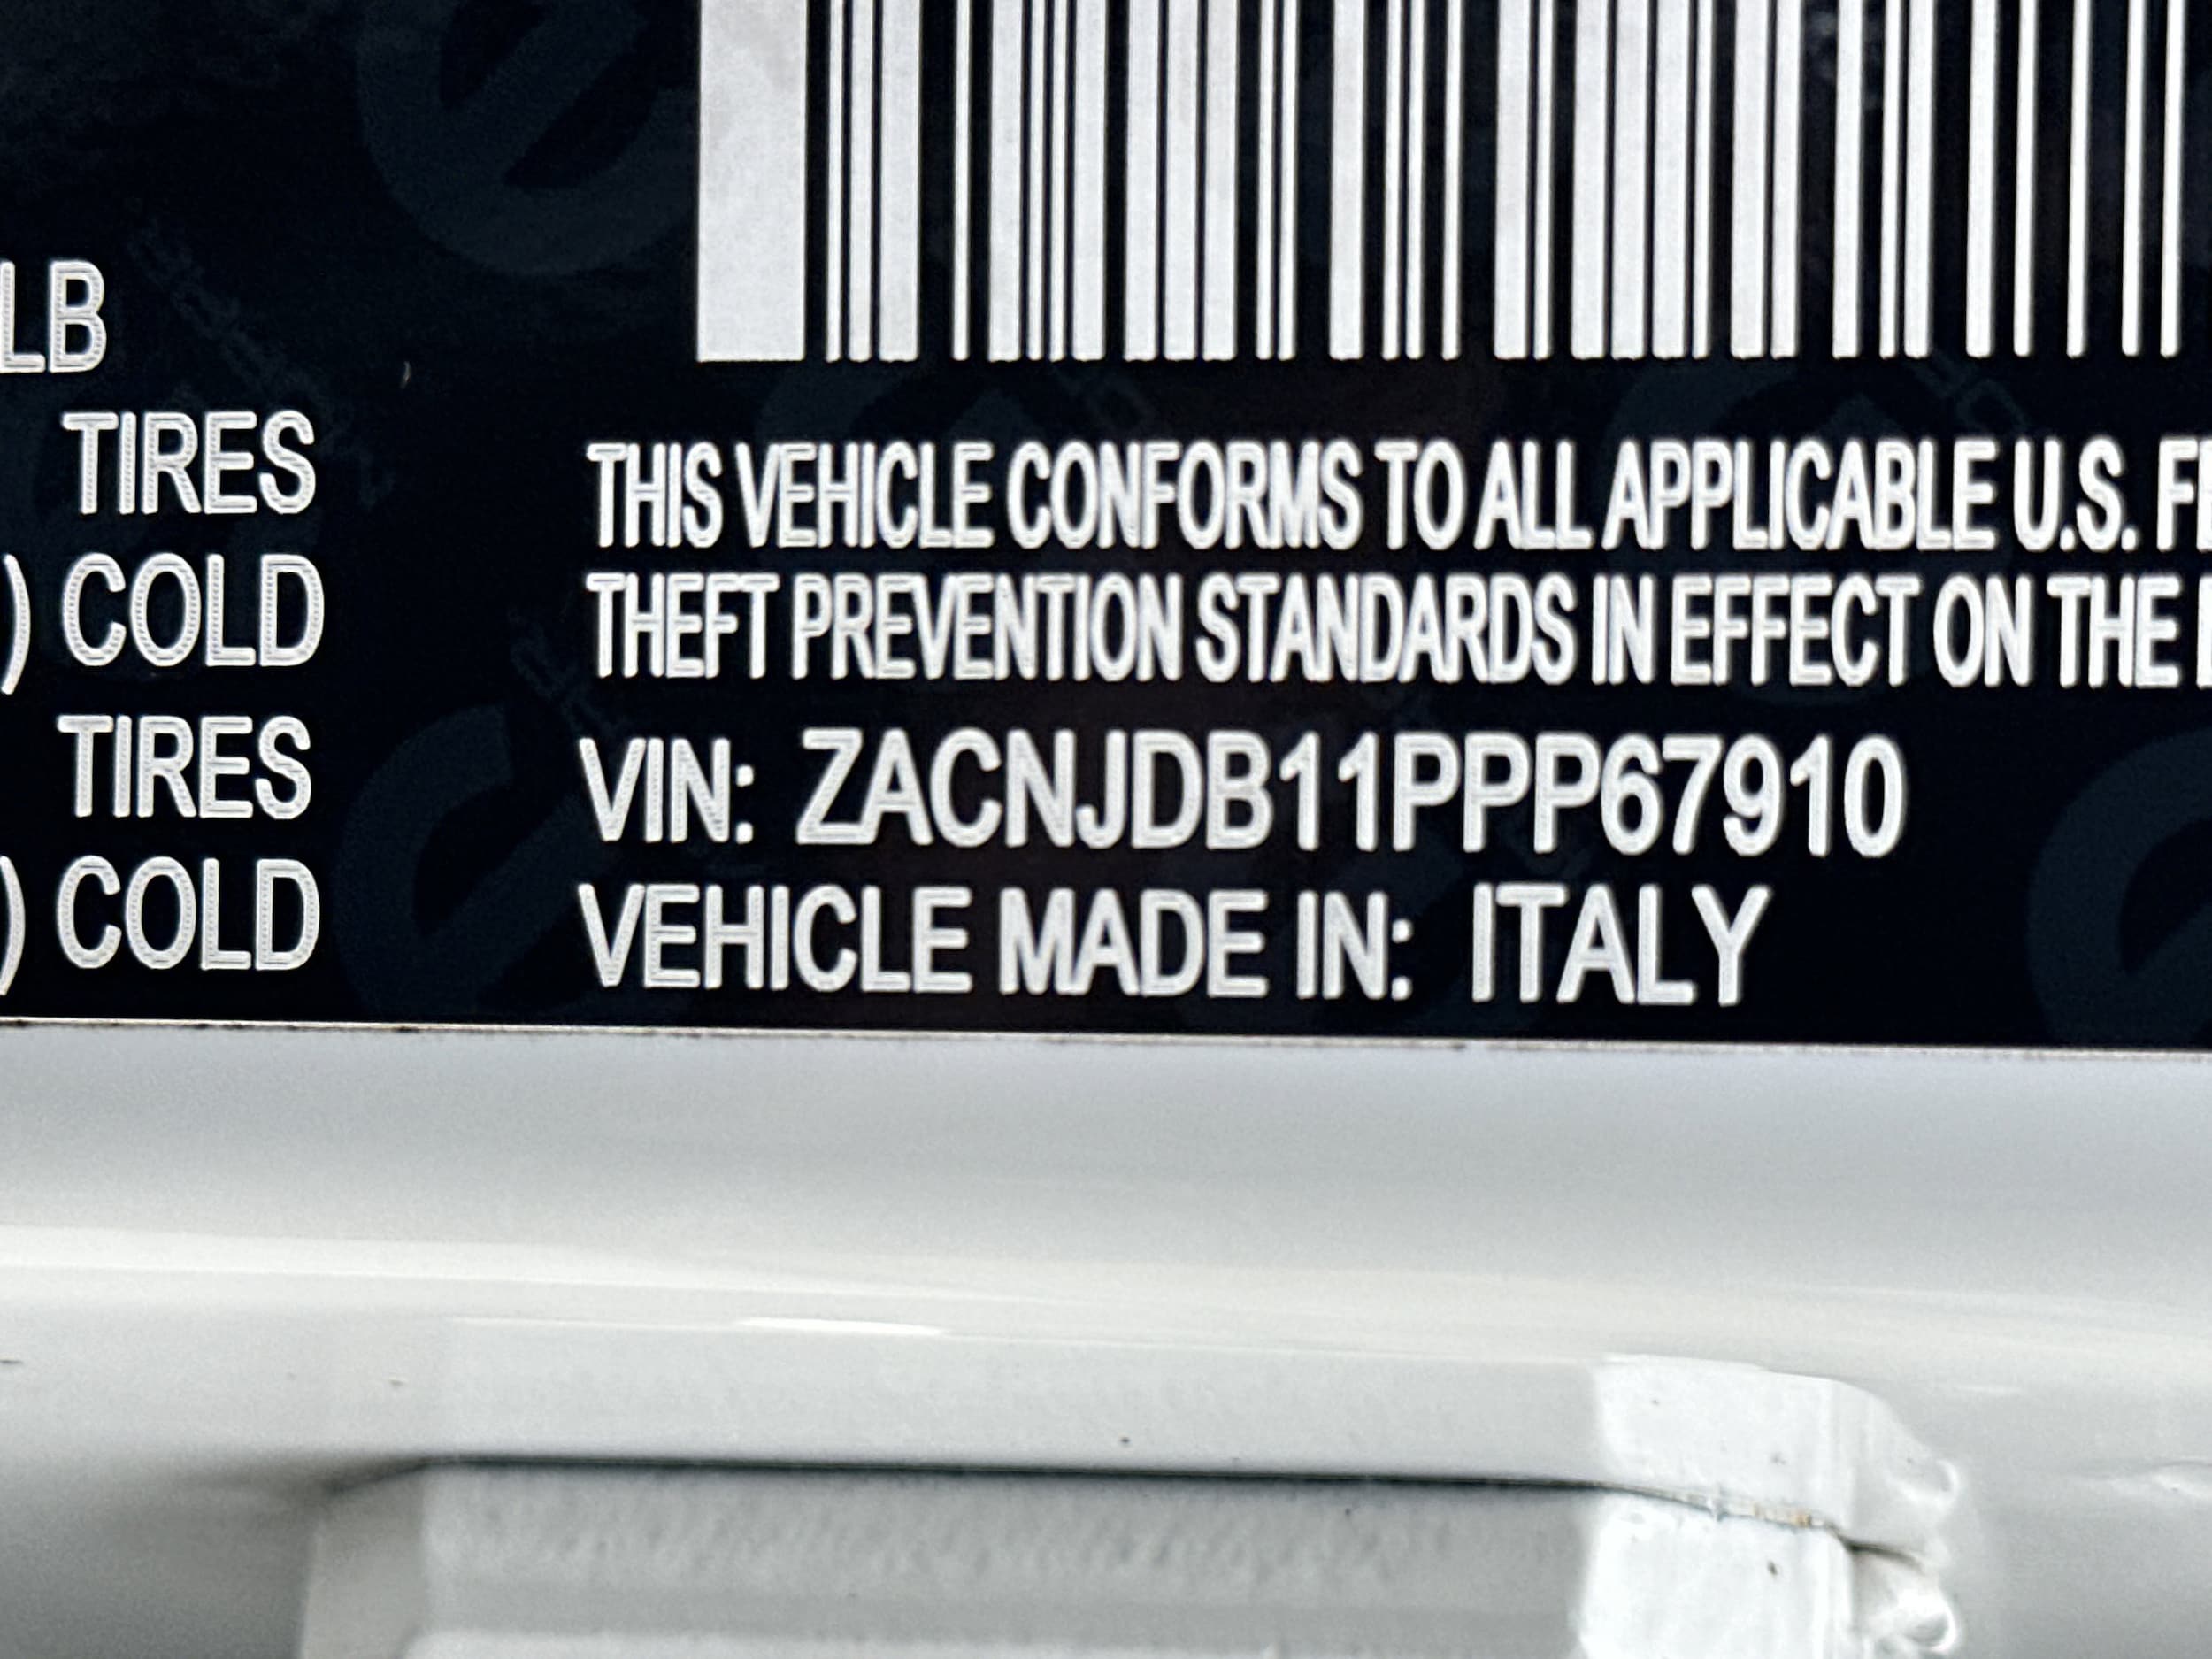 LB
TIRES
) COLD
TIRES
) COLD
THIS VEHICLE CONFORMS TO ALL APPLICABLE U.S.
THEFT PREVENTION STANDARDS IN EFFECT ON THE
VIN: ZACNJDB11PPP67910
VEHICLE MADE IN: ITALY